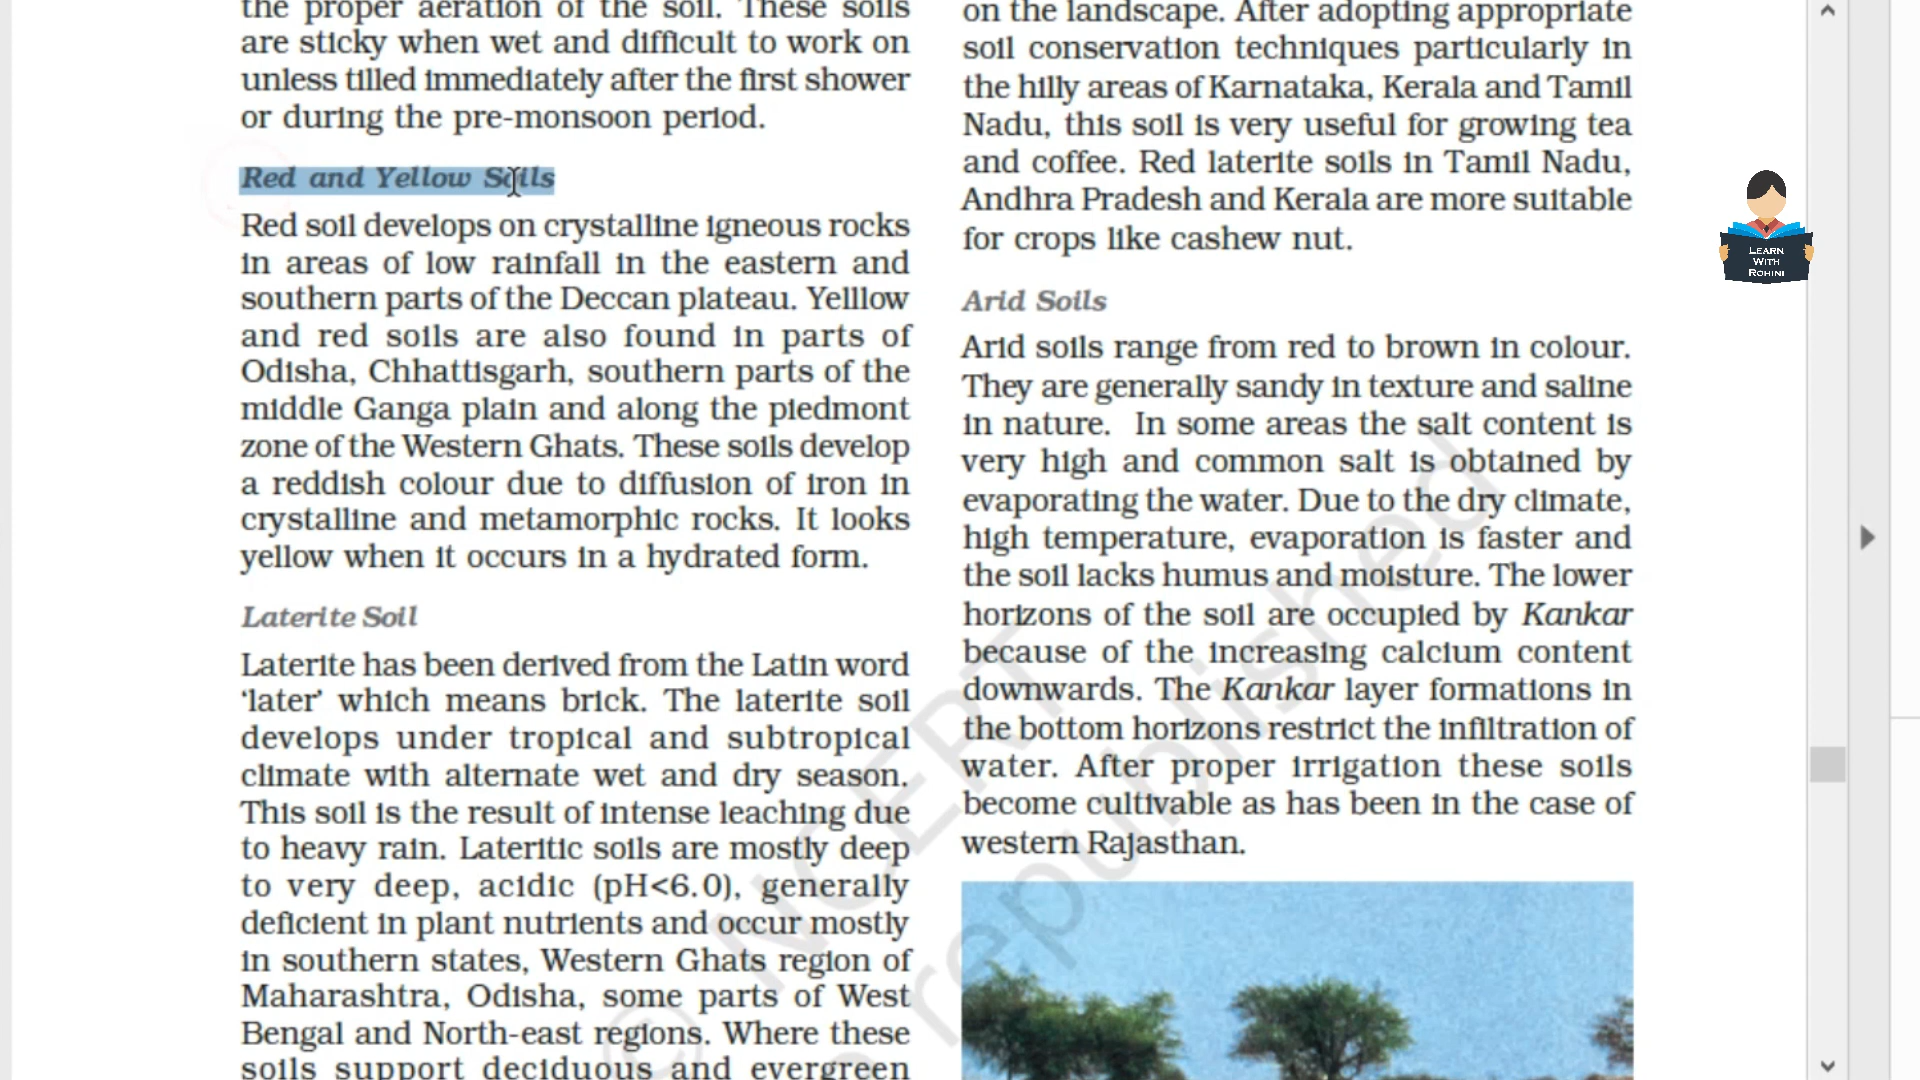 the proper aeration of the soil. These soils
are sticky when wet and difficult to work on
unless tilled immediately after the first shower
or during the pre-monsoon period.
Red and Yellow Soils
Red soil develops on crystalline igneous rocks
in areas of low rainfall in the eastern and
southern parts of the Deccan plateau. Yelllow
and red soils are also found in parts of
Odisha, Chhattisgarh, southern parts of the
middle Ganga plain and along the piedmont
zone of the Western Ghats. These soils develop
a reddish colour due to diffusion of iron in
crystalline and metamorphic rocks. It looks
yellow when it occurs in a hydrated form.
Laterite Soil
Laterite has been derived from the Latin word
‘later’ which means brick. The laterite soil
develops under tropical and subtropical
climate with alternate wet and dry season.
This soil is the result of intense leaching due
to heavy rain. Lateritic soils are mostly deep
to very deep, acidic (pH<6.0), generally
deficient in plant nutrients and occur mostly
in southern states, Western Ghats region of
Maharashtra, Odisha, some parts of West
Bengal and North-east regions. Where these
soils support deciduous and evergreen
on the landscape. After adopting appropriate
soil conservation techniques particularly in
the hilly areas of Karnataka, Kerala and Tamil
Nadu, this soil is very useful for growing tea
and coffee. Red laterite soils in Tamil Nadu,
Andhra Pradesh and Kerala are more suitable
for crops like cashew nut.
Arid Soils
Arid soils range from red to brown in colour.
They are generally sandy in texture and saline
in nature. In some areas the salt content is
very high and common salt is obtained by
evaporating the water. Due to the dry climate,
high temperature, evaporation is faster and
the soil lacks humus and moisture. The lower
horizons of the soil are occupied by Kankar
because of the increasing calcium content
downwards. The Kankar layer formations in
the bottom horizons restrict the infiltration of
water. After proper irrigation these soils
become cultivable as has been in the case of
western Rajasthan.
© NCERT
republished
LEARN
WITH
ROHINI